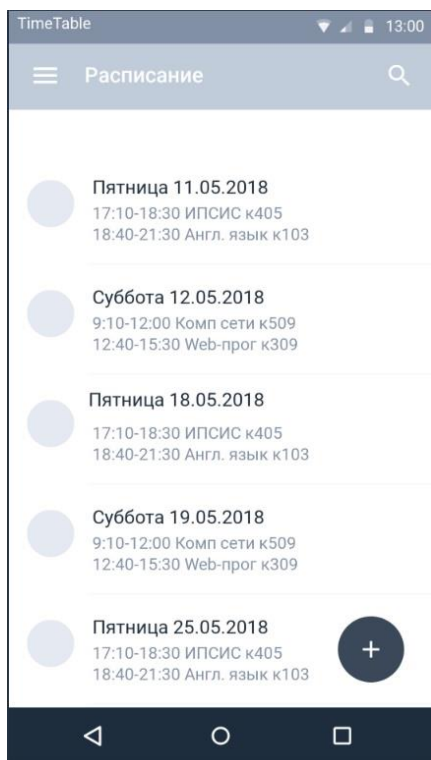 TimeTable 13:00
Расписание
Пятница 11.05.2018
17:10-18:30 ИПСИС к405
18:40-21:30 Англ. язык к103
Суббота 12.05.2018
9:10-12:00 Комп сети к509
12:40-15:30 Web-прог к309
Пятница 18.05.2018
17:10-18:30 ИПСИС к405
18:40-21:30 Англ. язык к103
Суббота 19.05.2018
9:10-12:00 Комп сети к509
12:40-15:30 Web-прог к309
Пятница 25.05.2018
17:10-18:30 ИПСИС к405
18:40-21:30 Англ. язык к103